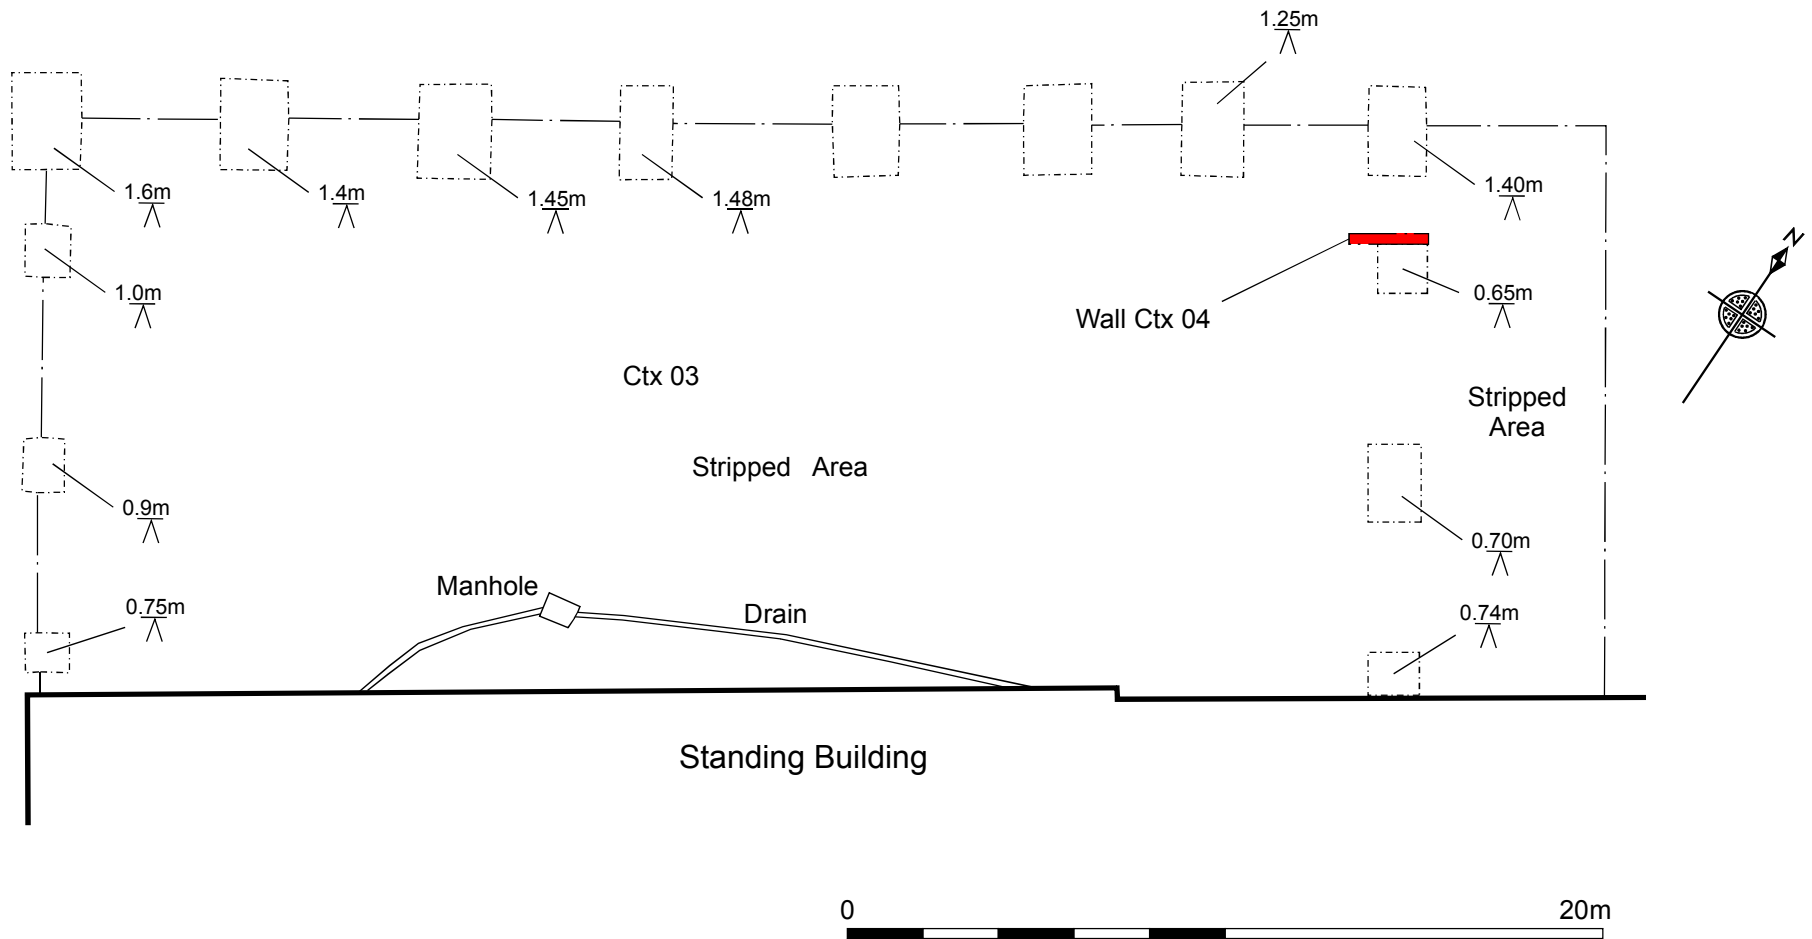 1.25m
1.6m
1.4m
1.45m
1.48m
1.40m
N
1.0m
0.65m
Wall Ctx 04
Ctx 03
Stripped
Area
Stripped Area
0.9m
0.70m
Manhole
0.75m
Drain
0.74m
Standing Building
0
20m